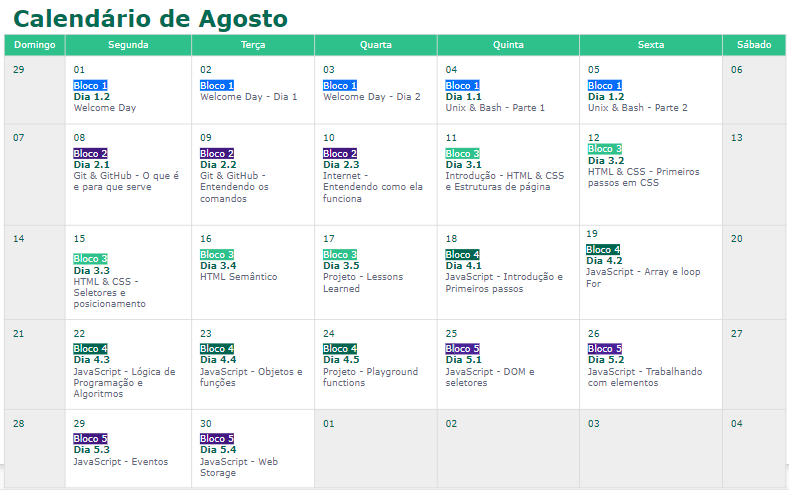 Calendário de Agosto
Domingo Segunda Terça Quarta Quinta Sexta Sábado
29
01
Bloco 1
Dia 1.2
Welcome Day
02
Bloco 1
Welcome Day - Dia 1
03
Bloco 1
Welcome Day - Dia 2
04
Bloco 1
Dia 1.1
Unix & Bash - Parte 1
05
Bloco 1
Dia 1.2
Unix & Bash - Parte 2
06
07
08
Bloco 2
Dia 2.1
Git & GitHub - O que é
e para que serve
09
Bloco 2
Dia 2.2
Git & GitHub -
Entendendo os
comandos
10
Bloco 2
Dia 2.3
Internet -
Entendendo como ela
funciona
11
Bloco 3
Dia 3.1
Introdução - HTML & CSS
e Estruturas de página
12
Bloco 3
Dia 3.2
HTML & CSS - Primeiros
passos em CSS
13
14
15
Bloco 3
Dia 3.3
HTML & CSS -
Seletores e
posicionamento
16
Bloco 3
Dia 3.4
HTML Semântico
17
Bloco 3
Dia 3.5
Projeto - Lessons
Learned
18
Bloco 4
Dia 4.1
JavaScript - Introdução e
Primeiros passos
19
Bloco 4
Dia 4.2
JavaScript - Array e loop
For
20
21
22
Bloco 4
Dia 4.3
JavaScript - Lógica de
Programação e
Algoritmos
23
Bloco 4
Dia 4.4
JavaScript - Objetos e
funções
24
Bloco 4
Dia 4.5
Projeto - Playground
functions
25
Bloco 5
Dia 5.1
JavaScript - DOM e
seletores
26
Bloco 5
Dia 5.2
JavaScript - Trabalhando
com elementos
27
28
29
Bloco 5
Dia 5.3
JavaScript - Eventos
30
Bloco 5
Dia 5.4
JavaScript - Web
Storage
01
02
03
04